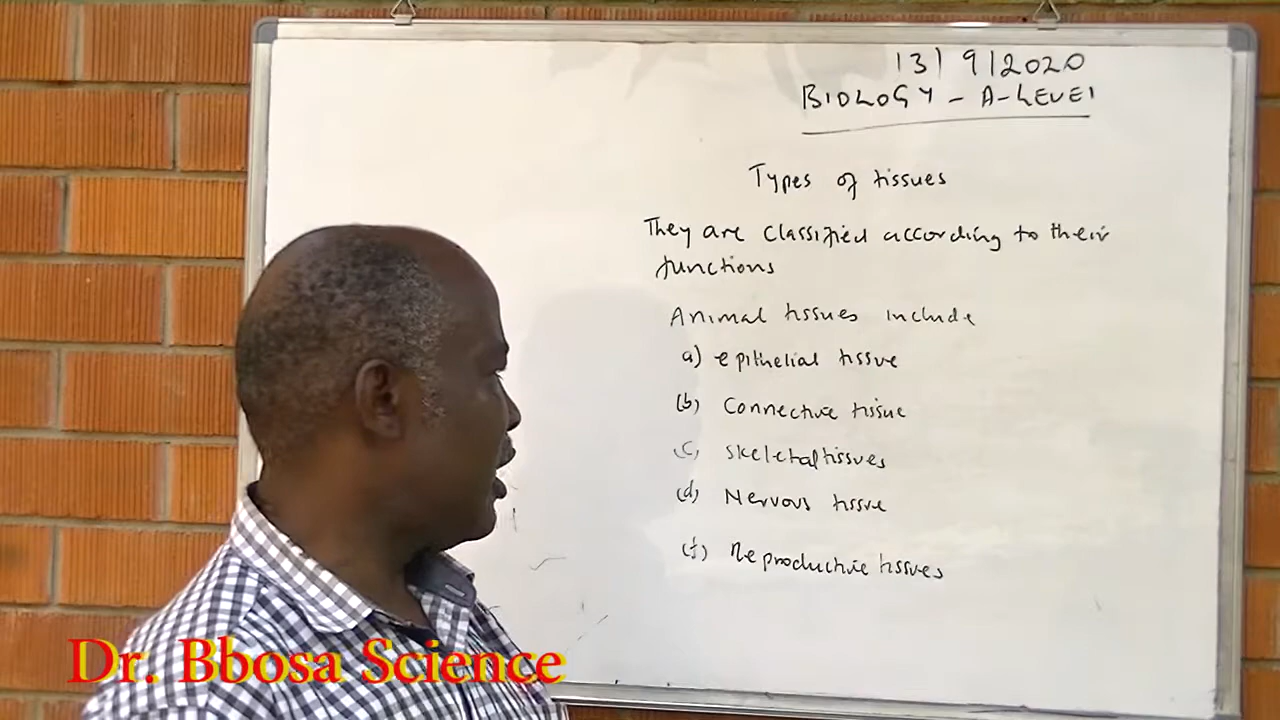 13/9/2020
BIOLOGY - A-LEVEL
Types of tissues
They are classified according to their
functions
Animal tissues include
a) epithelial tissue
(b) Connective tissue
(c) Skeletal tissues
(d) Nervous tissue
(f) Reproductive tissues
Dr. Bbosa Science